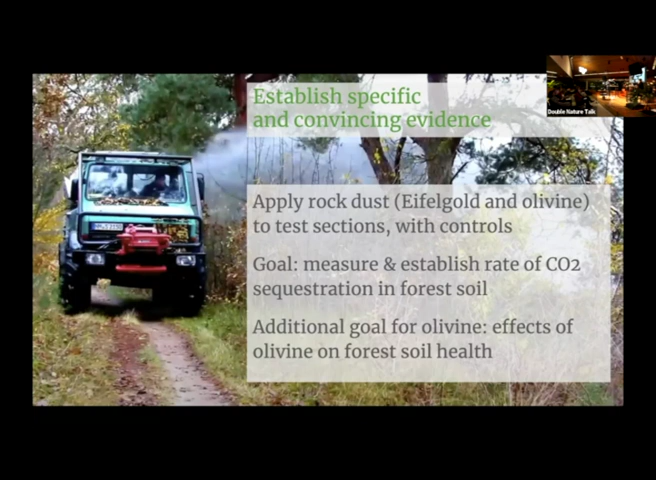 Establish specific
and convincing evidence
Double Nature Talk
Apply rock dust (Eifelgold and olivine)
to test sections, with controls
Goal: measure & establish rate of CO2
sequestration in forest soil
Additional goal for olivine: effects of
olivine on forest soil health